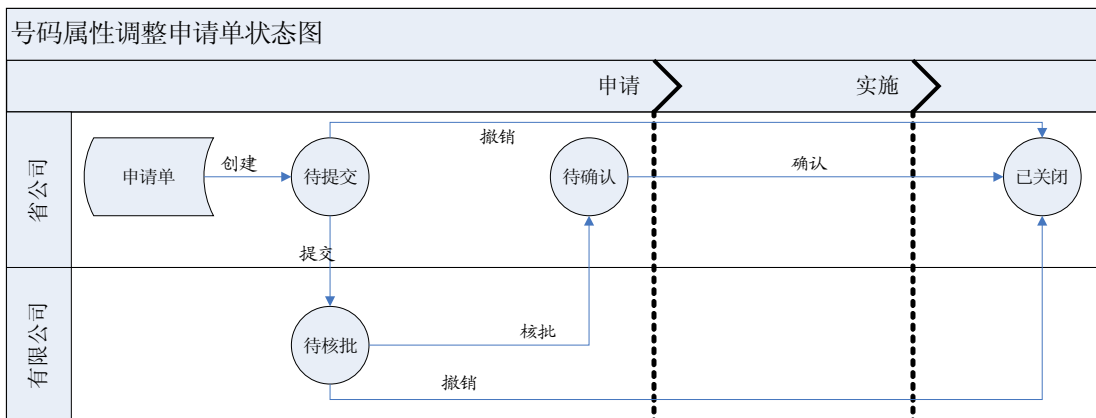 号码属性调整申请单状态图
申请
实施
省公司
申请单
创建
待提交
撤销
待确认
确认
已关闭
提交
有限公司
待核批
核批
撤销